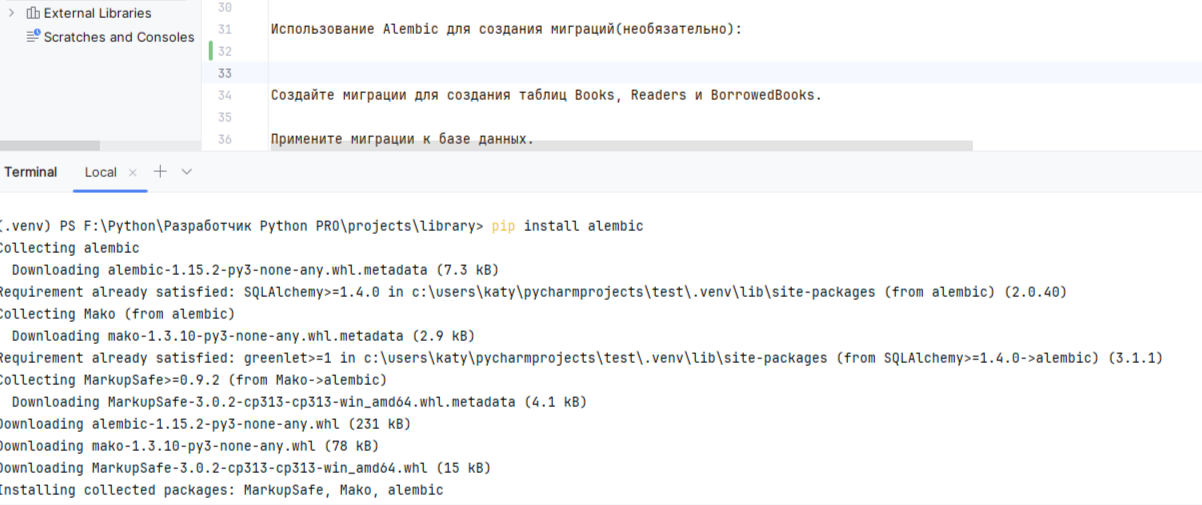 External Libraries
Scratches and Consoles
30
31 Использование Alembic для создания миграций(необязательно):
32
33
34 Создайте миграции для создания таблиц Books, Readers и BorrowedBooks.
35
36 Примените миграции к базе данных.
Terminal Local × +
(.venv) PS F:\Python\Разработчик Python PRO\projects\library> pip install alembic
Collecting alembic
Downloading alembic-1.15.2-py3-none-any.whl.metadata (7.3 kB)
Requirement already satisfied: SQLAlchemy>=1.4.0 in c:\users\katy\pycharmprojects\test\.venv\lib\site-packages (from alembic) (2.0.40)
Collecting Mako (from alembic)
Downloading mako-1.3.10-py3-none-any.whl.metadata (2.9 kB)
Requirement already satisfied: greenlet>=1 in c:\users\katy\pycharmprojects\test\.venv\lib\site-packages (from SQLAlchemy>=1.4.0->alembic) (3.1.1)
Collecting MarkupSafe>=0.9.2 (from Mako->alembic)
Downloading MarkupSafe-3.0.2-cp313-cp313-win_amd64.whl.metadata (4.1 kB)
Downloading alembic-1.15.2-py3-none-any.whl (231 kB)
Downloading mako-1.3.10-py3-none-any.whl (78 kB)
Downloading MarkupSafe-3.0.2-cp313-cp313-win_amd64.whl (15 kB)
Installing collected packages: MarkupSafe, Mako, alembic